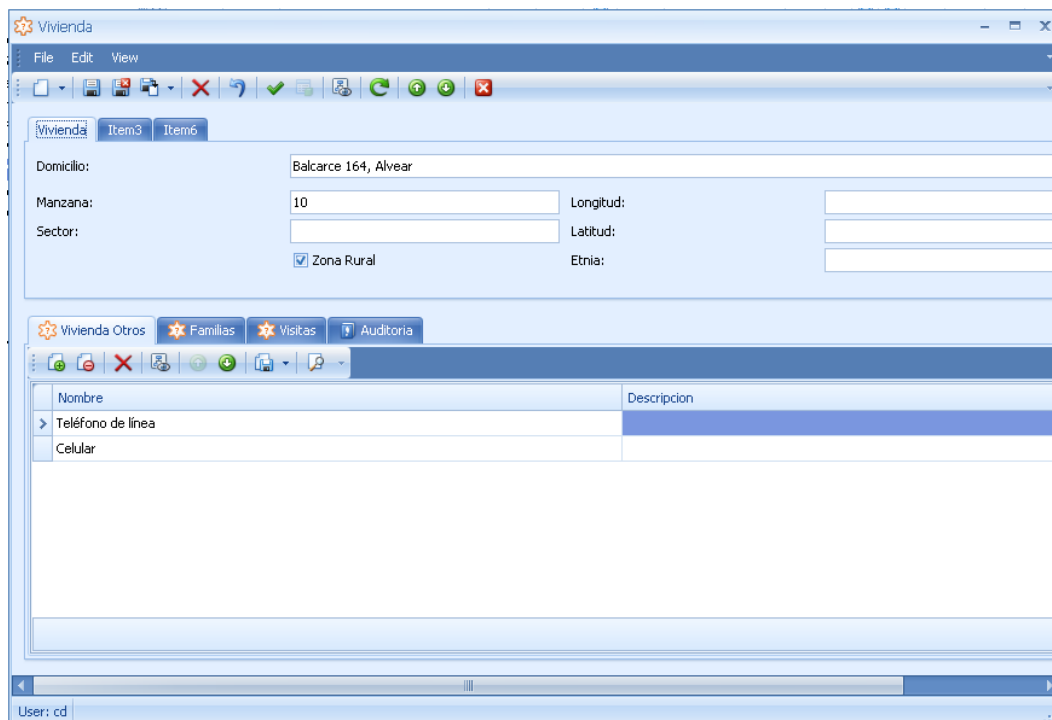 Vivienda
File Edit View
Vivienda Item3 Item6
Domicilio: Balcarce 164, Alvear
Manzana: 10 Longitud:
Sector: Latitud:
Zona Rural Etnia:
Vivienda Otros Familias Visitas Auditoria
Nombre Descripcion
Teléfono de línea
Celular
User: cd